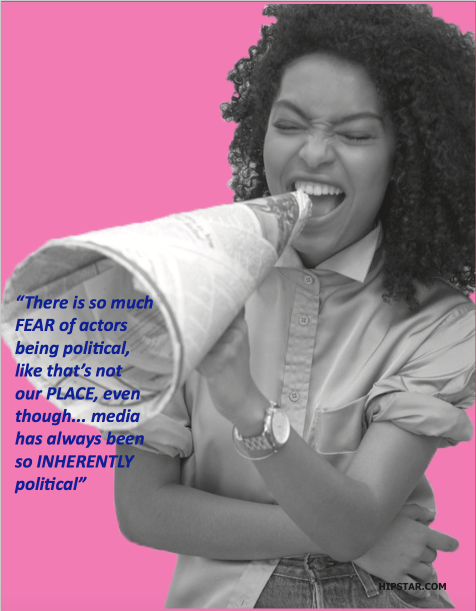 “There is so much
FEAR of actors
being political,
like that’s not
our PLACE, even
though... media
has always been
so INHERENTLY
political”
HIPSTAR.COM